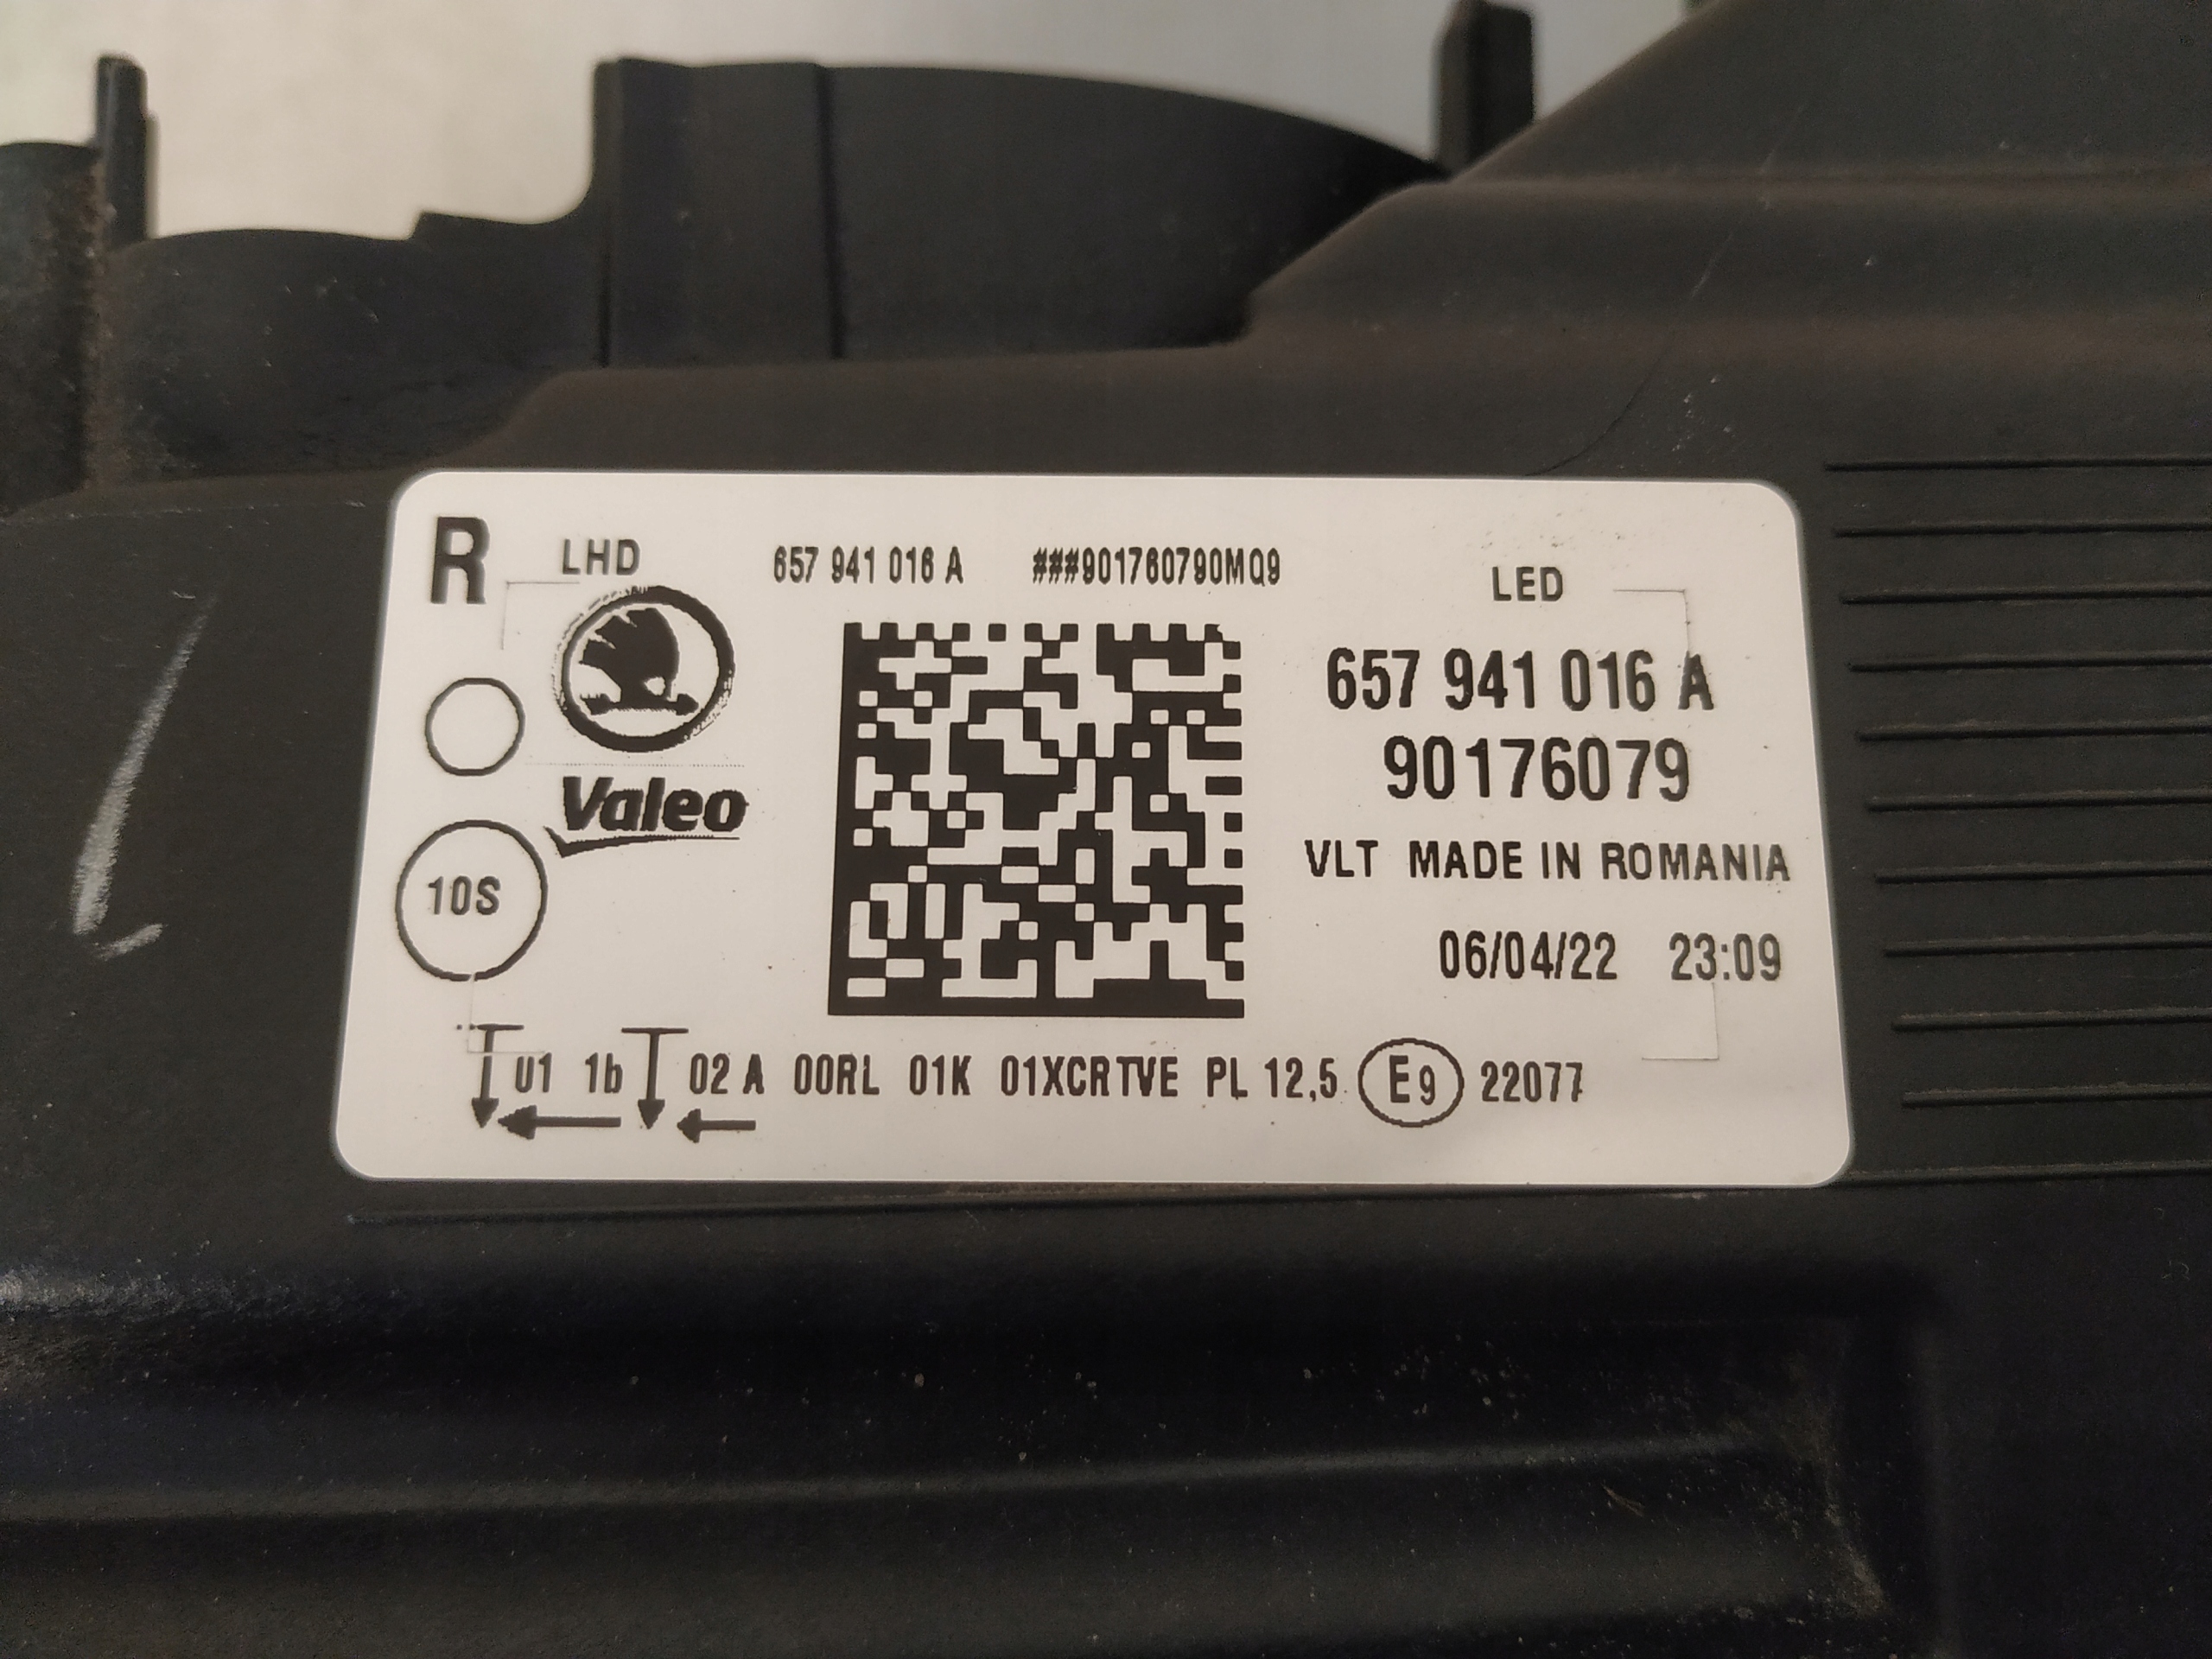 R LHD 657 941 016 A ###901760790MQ9 LED
657 941 016 A
90176079
Valeo
VLT MADE IN ROMANIA
10S
06/04/22 23:09
U1 1b 02 A 00RL 01K 01XCRTVE PL 12,5 E9 22077